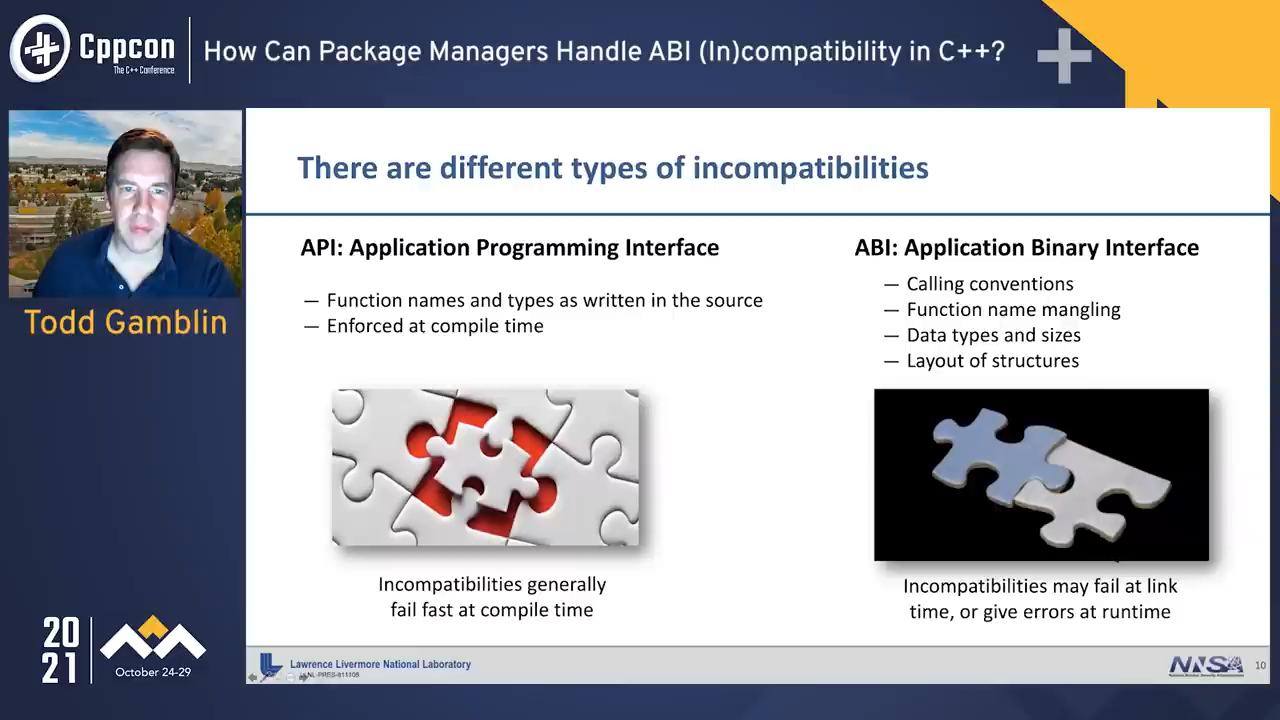 Cppcon
The C++ Conference
How Can Package Managers Handle ABI (In)compatibility in C++?
Todd Gamblin
There are different types of incompatibilities
API: Application Programming Interface
— Function names and types as written in the source
— Enforced at compile time
Incompatibilities generally
fail fast at compile time
ABI: Application Binary Interface
— Calling conventions
— Function name mangling
— Data types and sizes
— Layout of structures
Incompatibilities may fail at link
time, or give errors at runtime
20
21
October 24-29
Lawrence Livermore National Laboratory
NNSA
10